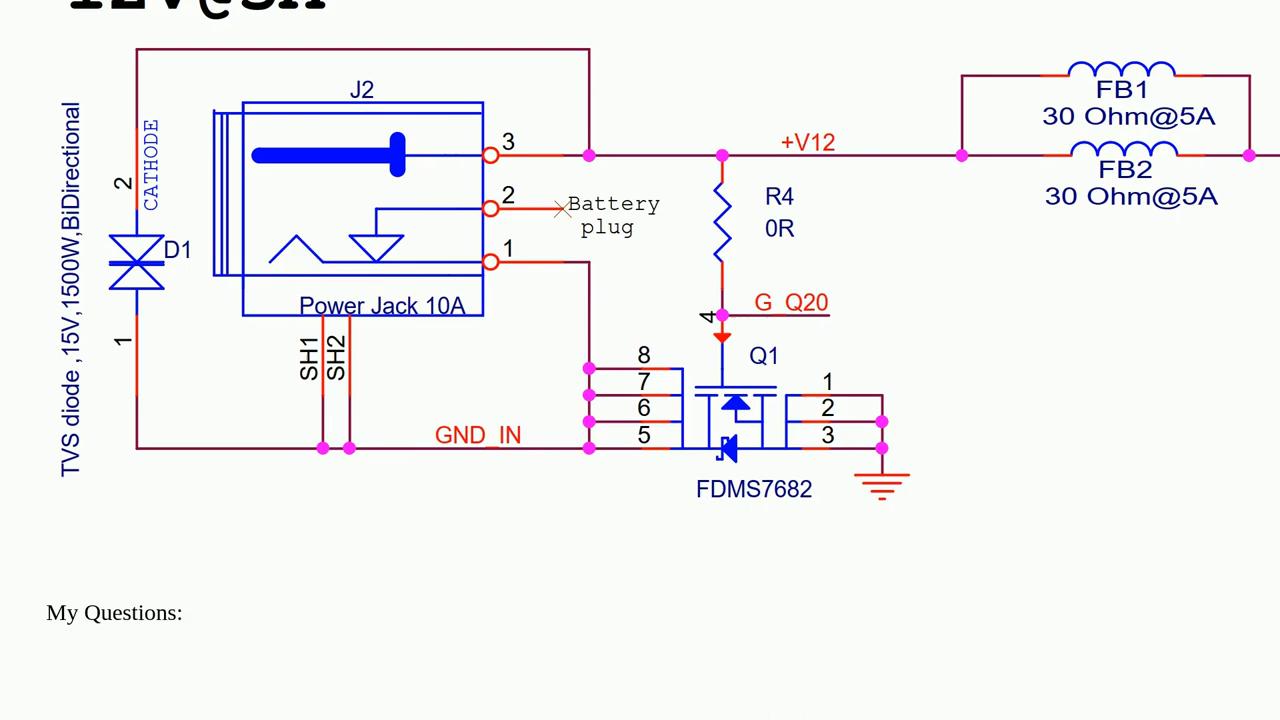 12V@5A
J2
3
2
Battery
plug
1
Power Jack 10A
SH1
SH2
CATHODE
2
D1
1
TVS diode ,15V,1500W,BiDirectional
GND_IN
+V12
R4
0R
G_Q20
4
Q1
8
7
6
5
1
2
3
FDMS7682
FB1
30 Ohm@5A
FB2
30 Ohm@5A
My Questions: